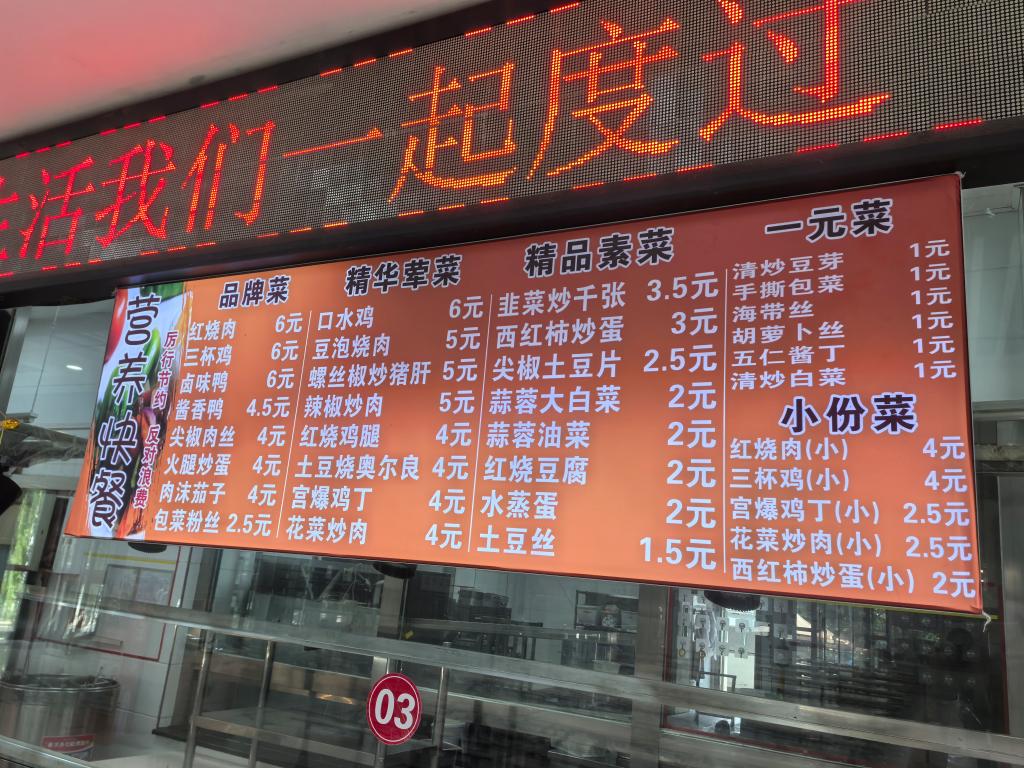 活我们一起度过
营养快餐
厉行节约 反对浪费
品牌菜
红烧肉 6元
三杯鸡 6元
卤味鸭 6元
酱香鸭 4.5元
尖椒肉丝 4元
火腿炒蛋 4元
肉沫茄子 4元
包菜粉丝 2.5元
精华荤菜
口水鸡 6元
豆泡烧肉 5元
螺丝椒炒猪肝 5元
辣椒炒肉 5元
红烧鸡腿 4元
土豆烧奥尔良 4元
宫爆鸡丁 4元
花菜炒肉 4元
精品素菜
韭菜炒千张 3.5元
西红柿炒蛋 3元
尖椒土豆片 2.5元
蒜蓉大白菜 2元
蒜蓉油菜 2元
红烧豆腐 2元
水蒸蛋 2元
土豆丝 1.5元
一元菜
清炒豆芽 1元
手撕包菜 1元
海带丝 1元
胡萝卜丝 1元
五仁酱丁 1元
清炒白菜 1元
小份菜
红烧肉(小) 4元
三杯鸡(小) 4元
宫爆鸡丁(小) 2.5元
花菜炒肉(小) 2.5元
西红柿炒蛋(小) 2元
03